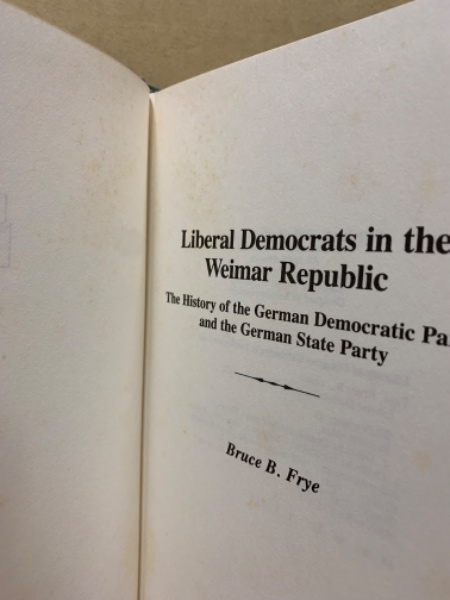 Liberal Democrats in the
Weimar Republic
The History of the German Democratic Pa
and the German State Party
Bruce B. Frye